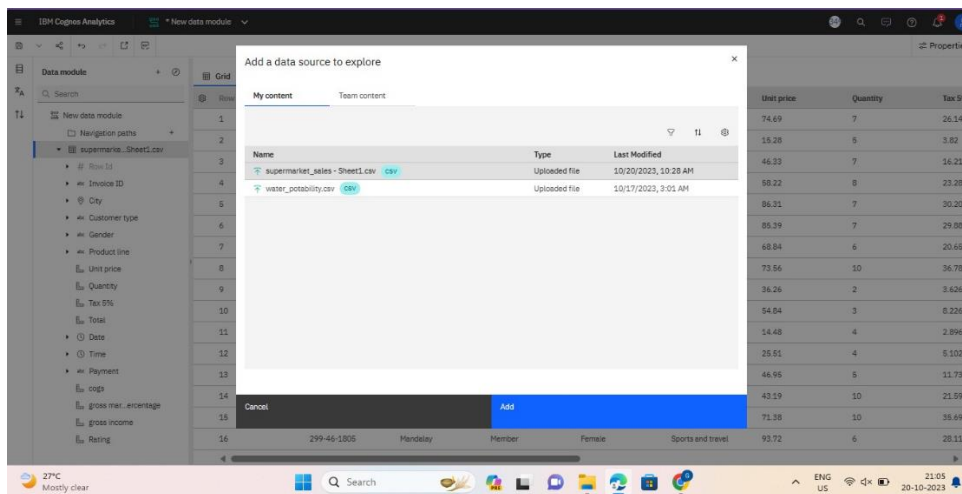 IBM Cognos Analytics
* New data module
Properti
Data module
Search
New data module
Navigation paths
supermarke...Sheet1.csv
Row Id
Invoice ID
City
Customer type
Gender
Product line
Unit price
Quantity
Tax 5%
Total
Date
Time
Payment
cogs
gross mar...ercentage
gross income
Rating
Grid
Row
1
2
3
4
5
6
7
8
9
10
11
12
13
14
15
16 299-46-1805 Mandalay Member Female Sports and travel 93.72 6 28.11
Add a data source to explore
My content Team content
Name Type Last Modified
supermarket_sales - Sheet1.csv CSV Uploaded file 10/20/2023, 10:28 AM
water_potability.csv CSV Uploaded file 10/17/2023, 3:01 AM
Cancel Add
Unit price Quantity Tax 5
74.69 7 26.14
15.28 5 3.82
46.33 7 16.21
58.22 8 23.28
86.31 7 30.20
85.39 7 29.88
68.84 6 20.65
73.56 10 36.78
36.26 2 3.626
54.84 3 8.226
14.48 4 2.896
25.51 4 5.102
46.95 5 11.73
43.19 10 21.59
71.38 10 35.69
27°C
Mostly clear
Search
ENG
US
21:05
20-10-2023